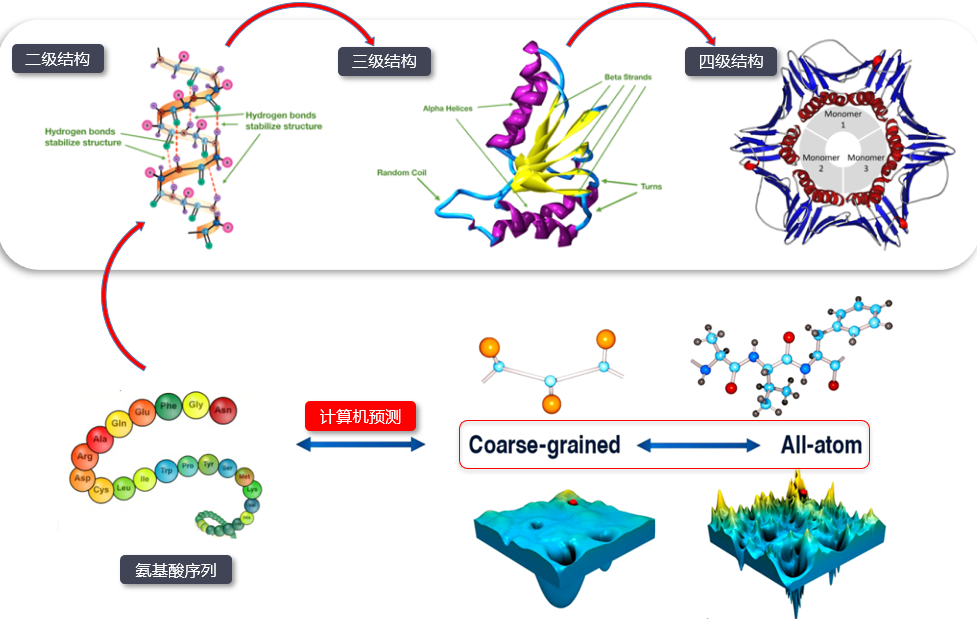 二级结构
三级结构
四级结构
Hydrogen bonds
stabilize structure
Hydrogen bonds
stabilize structure
Alpha Helices
Beta Strands
Random Coil
Turns
Monomer
1
Monomer
2
Monomer
3
Asn
Gly
Phe
Glu
Gln
Ala
Arg
Asp
Cys
Leu
Ile
Trp
Pro
Tyr
Ser
Met
Lys
计算机预测
Coarse-grained
All-atom
氨基酸序列